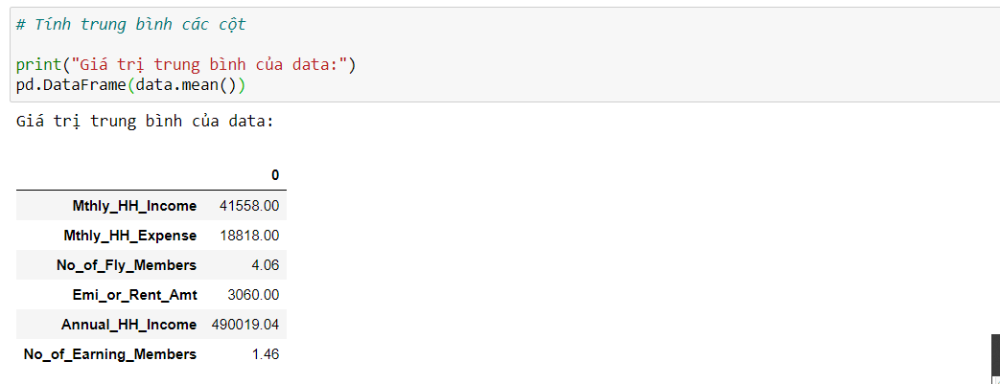 # Tính trung bình các cột
print("Giá trị trung bình của data:")
pd.DataFrame(data.mean())
Giá trị trung bình của data:
0
Mthly_HH_Income 41558.00
Mthly_HH_Expense 18818.00
No_of_Fly_Members 4.06
Emi_or_Rent_Amt 3060.00
Annual_HH_Income 490019.04
No_of_Earning_Members 1.46